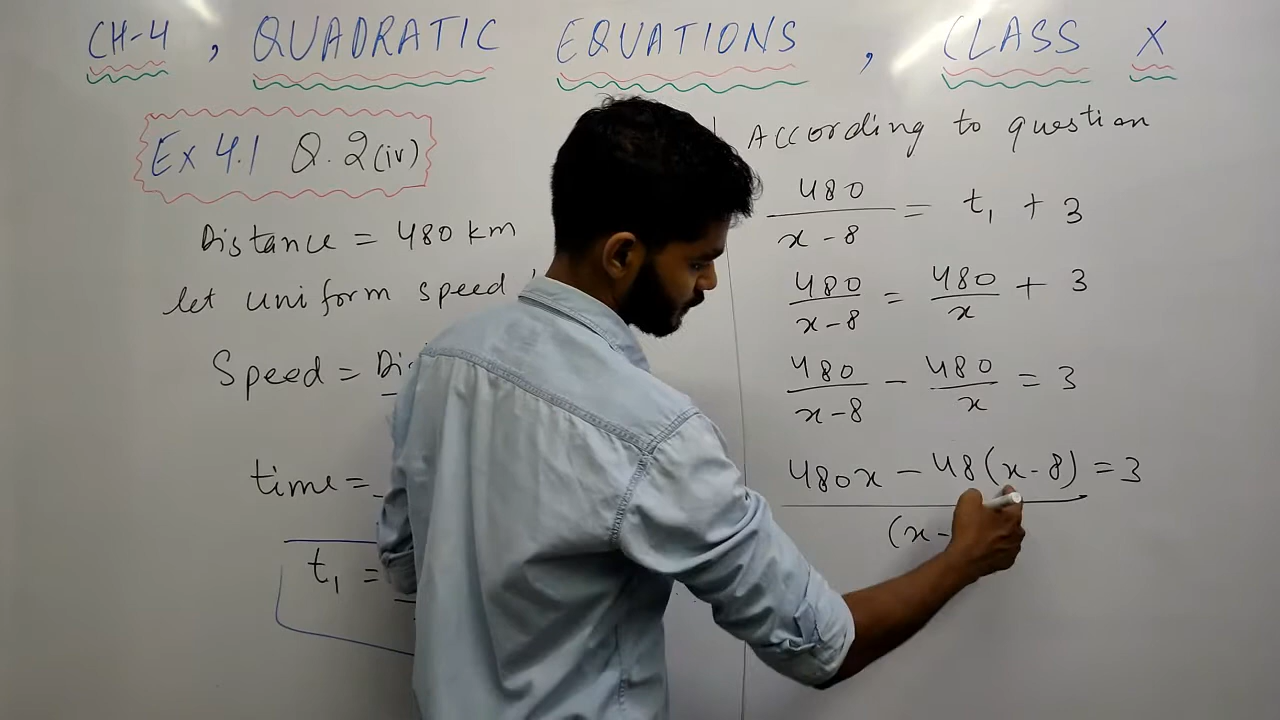 CH-4 , QUADRATIC EQUATIONS , CLASS X
Ex 4.1 Q.2(iv)
Distance = 480 km
let uniform speed
Speed =
time =
t₁ =
According to question
480/(x-8) = t₁ + 3
480/(x-8) = 480/x + 3
480/(x-8) - 480/x = 3
480x - 48(x-8) = 3
(x-